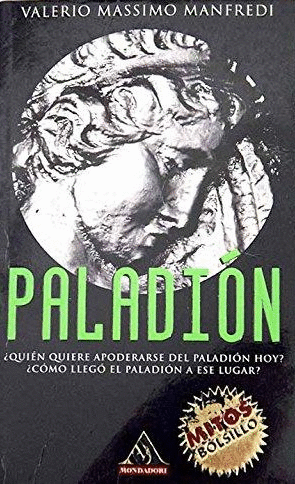 VALERIO MASSIMO MANFREDI
PALADIÓN
¿QUIÉN QUIERE APODERARSE DEL PALADIÓN HOY?
¿CÓMO LLEGÓ EL PALADIÓN A ESE LUGAR?
MITOS
BOLSILLO
MONDADORI